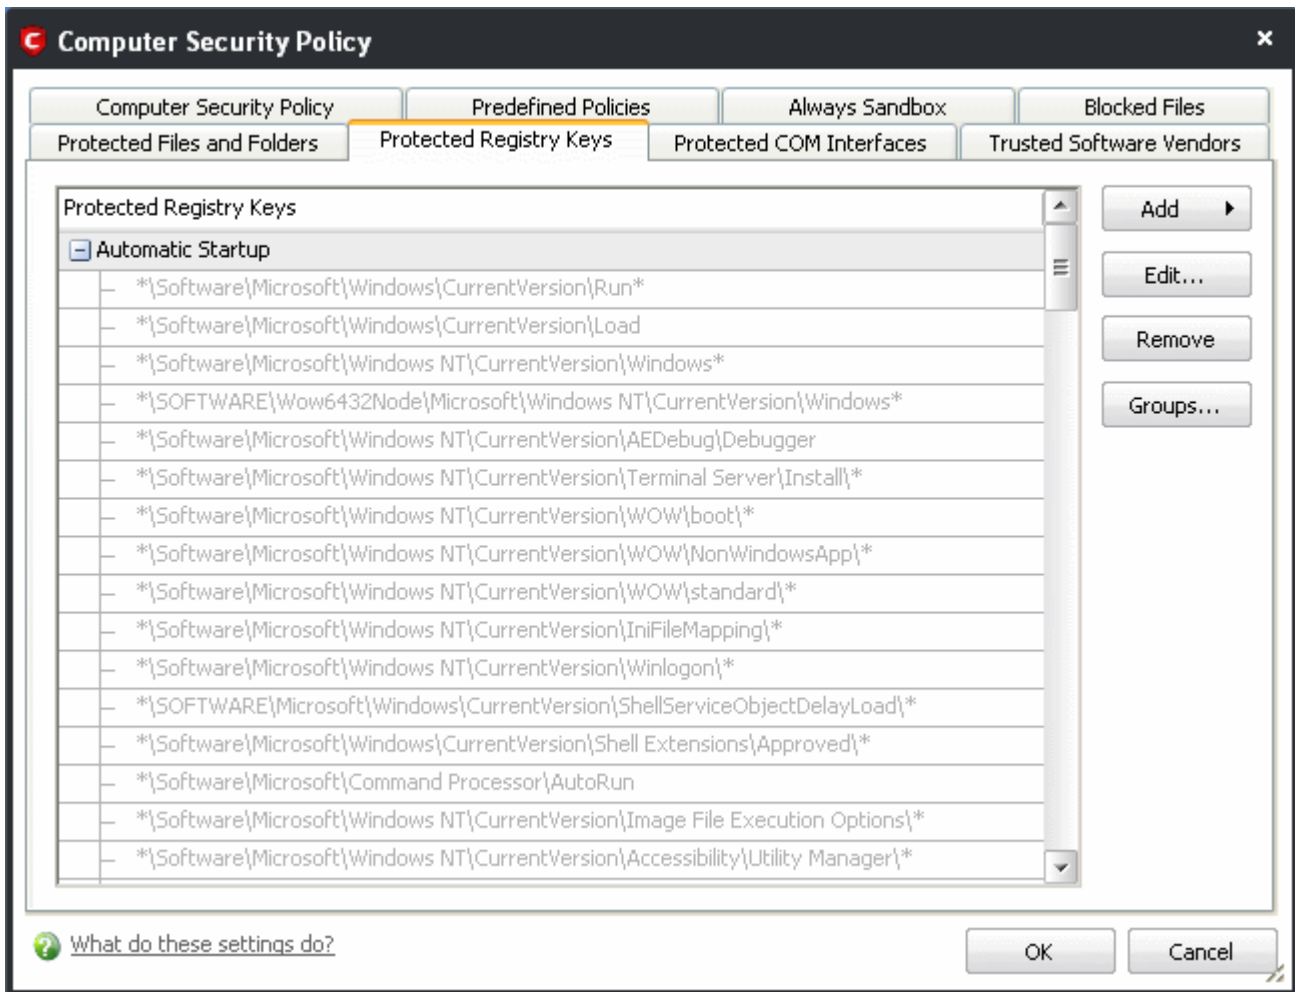 Computer Security Policy
Computer Security Policy Predefined Policies Always Sandbox Blocked Files
Protected Files and Folders Protected Registry Keys Protected COM Interfaces Trusted Software Vendors
Protected Registry Keys
Automatic Startup
*\Software\Microsoft\Windows\CurrentVersion\Run*
*\Software\Microsoft\Windows\CurrentVersion\Load
*\Software\Microsoft\Windows NT\CurrentVersion\Windows*
*\SOFTWARE\Wow6432Node\Microsoft\Windows NT\CurrentVersion\Windows*
*\Software\Microsoft\Windows NT\CurrentVersion\AEDebug\Debugger
*\Software\Microsoft\Windows NT\CurrentVersion\Terminal Server\Install\*
*\Software\Microsoft\Windows NT\CurrentVersion\WOW\boot\*
*\Software\Microsoft\Windows NT\CurrentVersion\WOW\NonWindowsApp\*
*\Software\Microsoft\Windows NT\CurrentVersion\WOW\standard\*
*\Software\Microsoft\Windows NT\CurrentVersion\IniFileMapping\*
*\Software\Microsoft\Windows NT\CurrentVersion\Winlogon\*
*\SOFTWARE\Microsoft\Windows\CurrentVersion\ShellServiceObjectDelayLoad\*
*\Software\Microsoft\Windows\CurrentVersion\Shell Extensions\Approved\*
*\Software\Microsoft\Command Processor\AutoRun
*\Software\Microsoft\Windows NT\CurrentVersion\Image File Execution Options\*
*\Software\Microsoft\Windows NT\CurrentVersion\Accessibility\Utility Manager\*
Add
Edit...
Remove
Groups...
What do these settings do?
OK Cancel